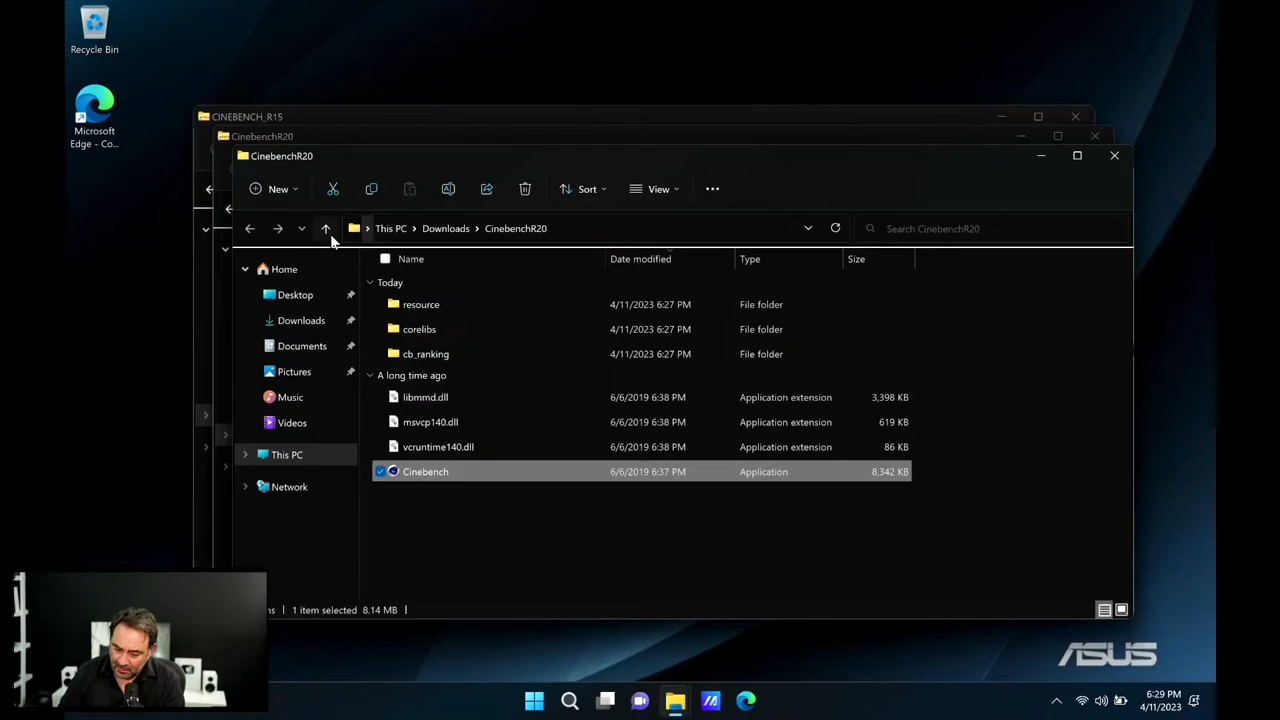 Recycle Bin
Microsoft
Edge - Co...
CINEBENCH_R15
CinebenchR20
CinebenchR20
New
Sort
View
This PC
Downloads
CinebenchR20
Search CinebenchR20
Name
Date modified
Type
Size
Home
Desktop
Downloads
Documents
Pictures
Music
Videos
This PC
Network
Today
resource 4/11/2023 6:27 PM File folder
corelibs 4/11/2023 6:27 PM File folder
cb_ranking 4/11/2023 6:27 PM File folder
A long time ago
libmmd.dll 6/6/2019 6:38 PM Application extension 3,398 KB
msvcp140.dll 6/6/2019 6:38 PM Application extension 619 KB
vcruntime140.dll 6/6/2019 6:38 PM Application extension 86 KB
Cinebench 6/6/2019 6:37 PM Application 8,342 KB
1 item selected 8.14 MB
ASUS
6:29 PM
4/11/2023